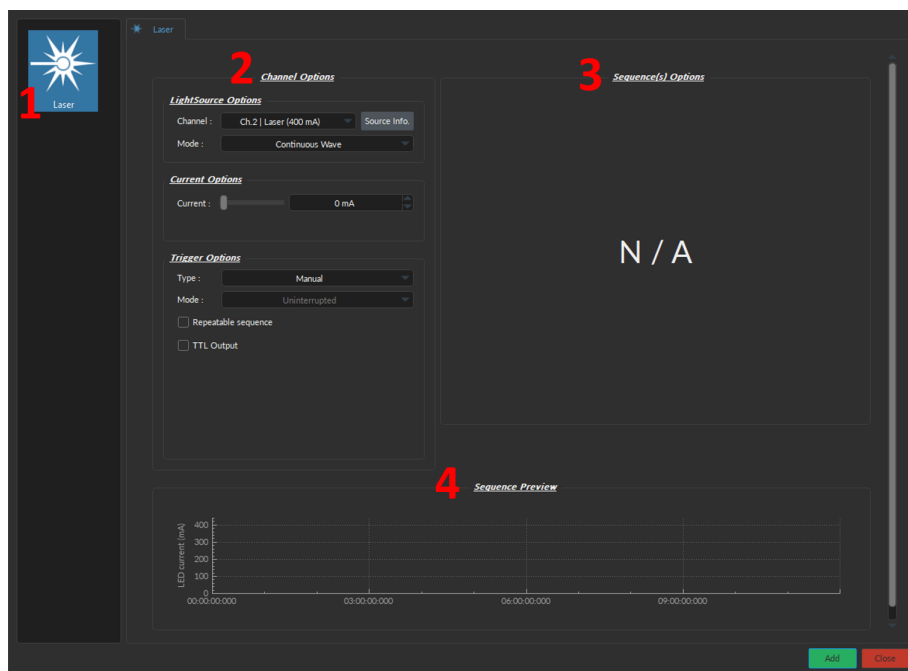 Laser
1
Laser
2
Channel Options
LightSource Options
Channel : Ch.2 | Laser (400 mA) Source Info.
Mode : Continuous Wave
Current Options
Current : 0 mA
Trigger Options
Type : Manual
Mode : Uninterrupted
Repeatable sequence
TTL Output
3
Sequence(s) Options
N / A
4
Sequence Preview
LED current (mA)
400
300
200
100
0
00:00:00:000 03:00:00:000 06:00:00:000 09:00:00:000
Add Close